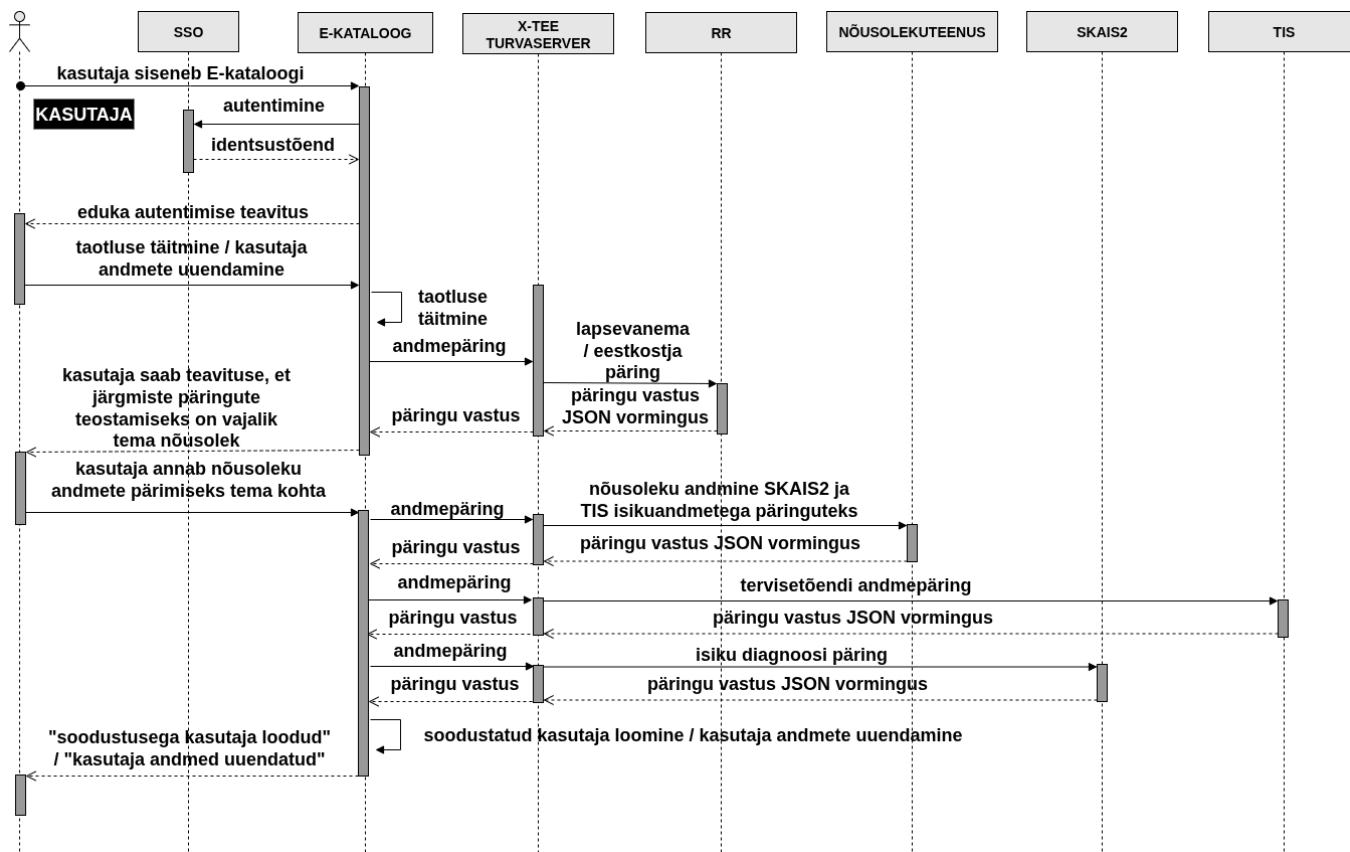 SSO
E-KATALOOG
X-TEE
TURVASERVER
RR
NÕUSOLEKUTEENUS
SKAIS2
TIS
kasutaja siseneb E-kataloogi
KASUTAJA
autentimine
identsustõend
eduka autentimise teavitus
taotluse täitmine / kasutaja
andmete uuendamine
taotluse
täitmine
andmepäring
lapsevanema
/ eestkostja
päring
päringu vastus
JSON vormingus
päringu vastus
kasutaja saab teavituse, et
järgmiste päringute
teostamiseks on vajalik
tema nõusolek
kasutaja annab nõusoleku
andmete pärimiseks tema kohta
andmepäring
nõusoleku andmine SKAIS2 ja
TIS isikuandmetega päringuteks
päringu vastus
päringu vastus JSON vormingus
andmepäring
tervisetõendi andmepäring
päringu vastus
päringu vastus JSON vormingus
andmepäring
isiku diagnoosi päring
päringu vastus
päringu vastus JSON vormingus
soodustatud kasutaja loomine / kasutaja andmete uuendamine
"soodustusega kasutaja loodud"
/ "kasutaja andmed uuendatud"